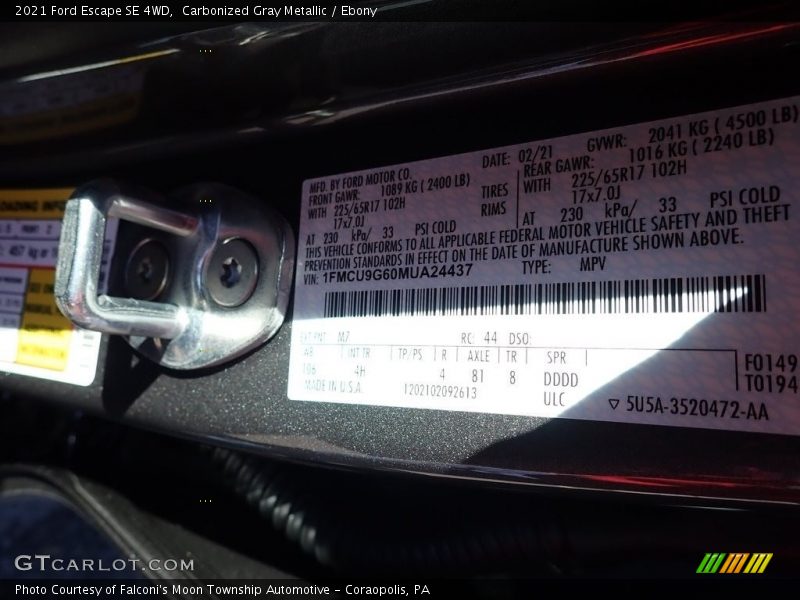 2021 Ford Escape SE 4WD,  Carbonized Gray Metallic / Ebony
MFD. BY FORD MOTOR CO. DATE: 02/21 GVWR: 2041 KG ( 4500 LB)
FRONT GAWR: 1089 KG ( 2400 LB) REAR GAWR: 1016 KG ( 2240 LB)
WITH 225/65R17 102H TIRES WITH 225/65R17 102H
17x7.0J RIMS 17x7.0J
AT 230 kPa/ 33 PSI COLD AT 230 kPa/ 33 PSI COLD
THIS VEHICLE CONFORMS TO ALL APPLICABLE FEDERAL MOTOR VEHICLE SAFETY AND THEFT
PREVENTION STANDARDS IN EFFECT ON THE DATE OF MANUFACTURE SHOWN ABOVE.
VIN: 1FMCU9G60MUA24437 TYPE: MPV
EXT PNT M7 RC: 44 DSO:
WB INT TR TP/PS R AXLE TR SPR
106 4H 4 81 8 DDDD
MADE IN U.S.A. 1202102092613 ULC
F0149
T0194
▽ 5U5A-3520472-AA
LOADING INFO
GTCARLOT.COM
Photo Courtesy of Falconi's Moon Township Automotive - Coraopolis, PA